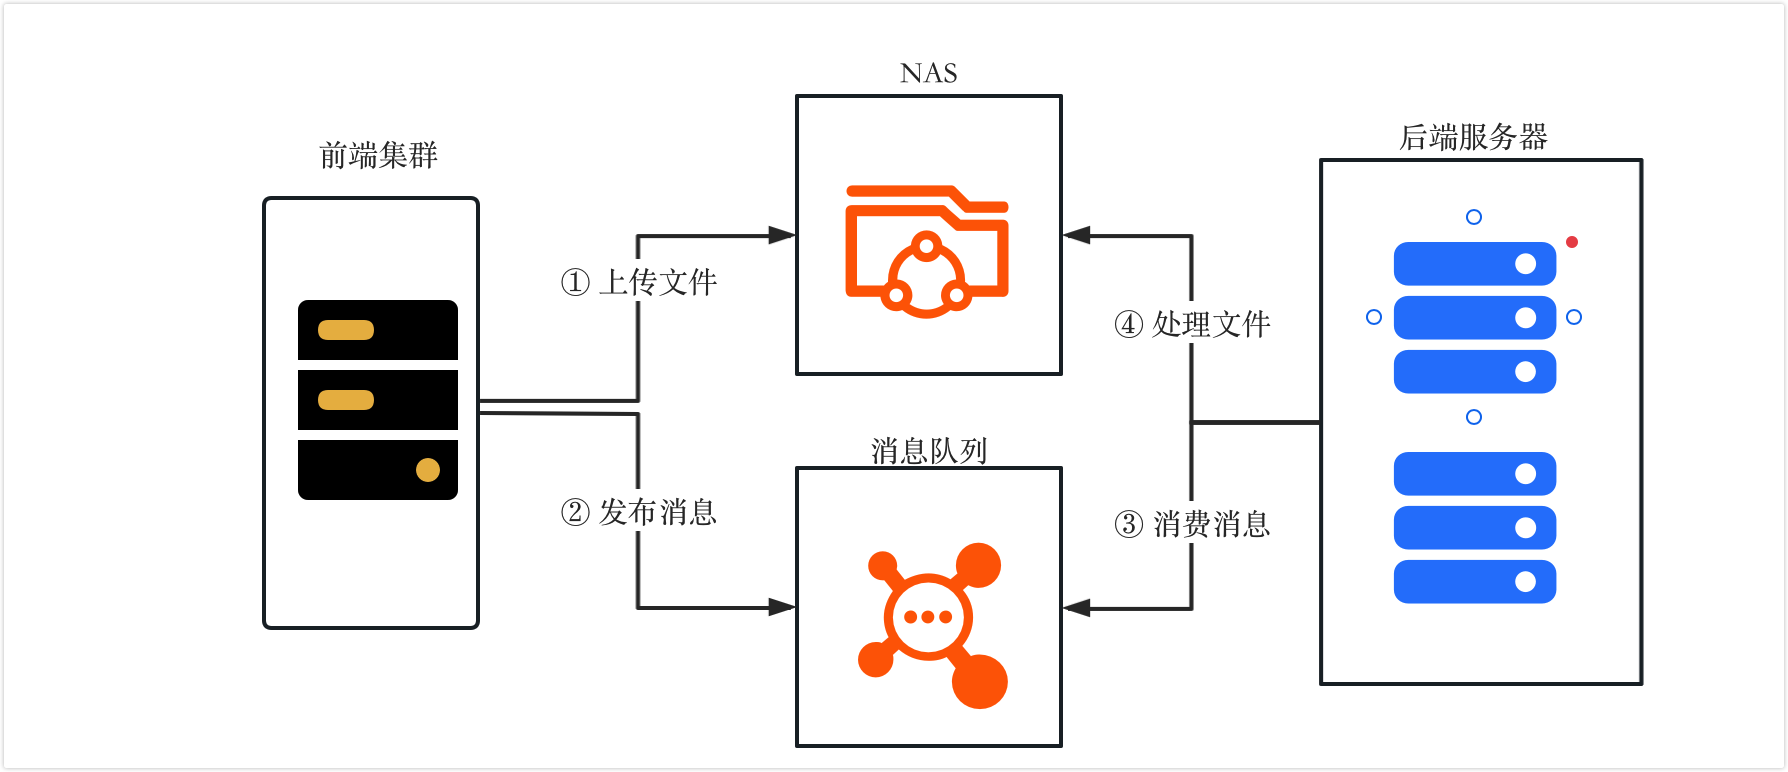 NAS
前端集群
后端服务器
① 上传文件
④ 处理文件
消息队列
② 发布消息
③ 消费消息